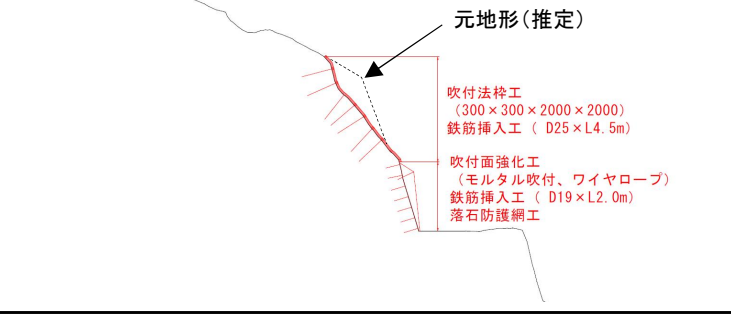 元地形(推定)
吹付法枠工
（300×300×2000×2000）
鉄筋挿入工（ D25×L4.5m）
吹付面強化工
（モルタル吹付、ワイヤロープ）
鉄筋挿入工（ D19×L2.0m）
落石防護網工